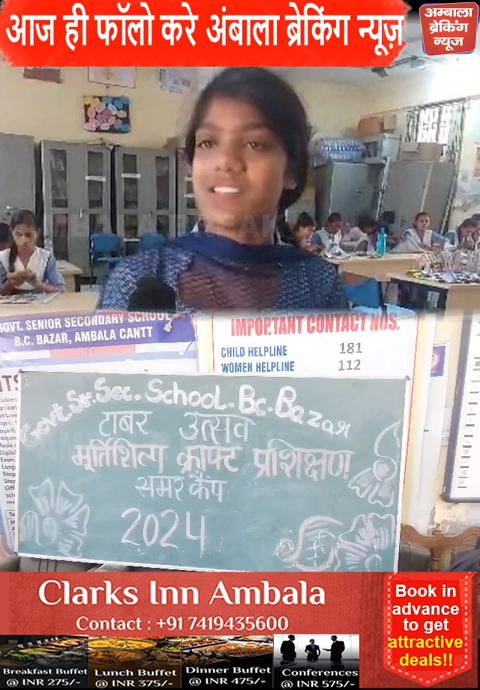 आज ही फॉलो करे अंबाला ब्रेकिंग न्यूज़
अम्बाला
ब्रेकिंग
न्यूज
GOVT. SENIOR SECONDARY SCHOOL
B.C. BAZAR, AMBALA CANTT
IMPORTANT CONTACT NOS.
CHILD HELPLINE 181
WOMEN HELPLINE 112
Govt. Sr. Sec. School. Bc. Bazar
टाबर उत्सव
मूर्तिशिल्प क्राफ्ट प्रशिक्षण
समर कैंप
2024
Clarks Inn Ambala
Contact : +91 7419435600
Book in
advance
to get
attractive
deals!!
Breakfast Buffet
@ INR 275/-
Lunch Buffet
@ INR 375/-
Dinner Buffet
@ INR 475/-
Conferences
@ INR 575/-